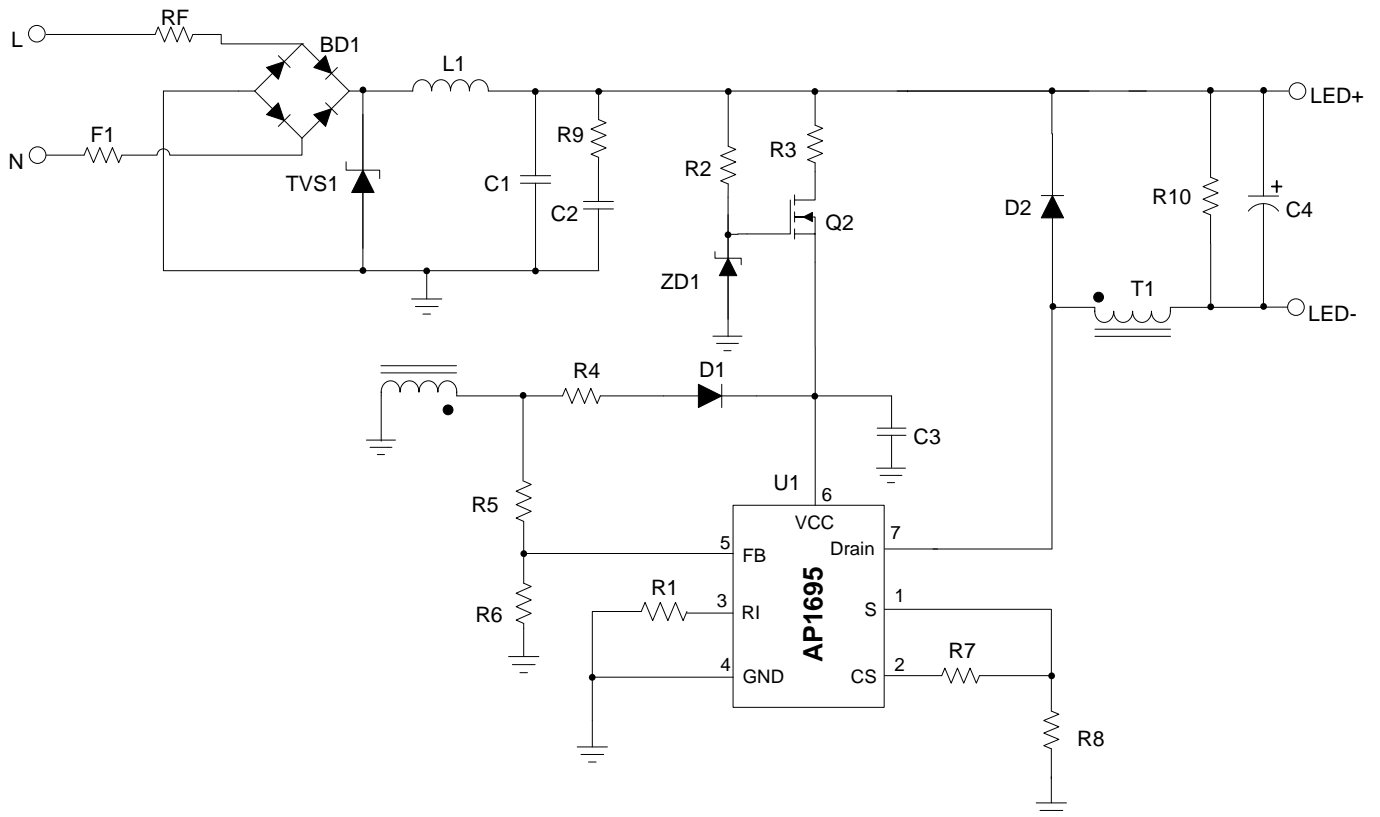 RF
L
BD1
L1
LED+
F1
N
R9
R3
R2
TVS1
C1
C2
Q2
D2
R10
+
C4
ZD1
T1
LED-
R4
D1
C3
U1
6
VCC
R5
5
FB
Drain
7
AP1695
R1
3
RI
S
1
R6
4
GND
CS
2
R7
R8